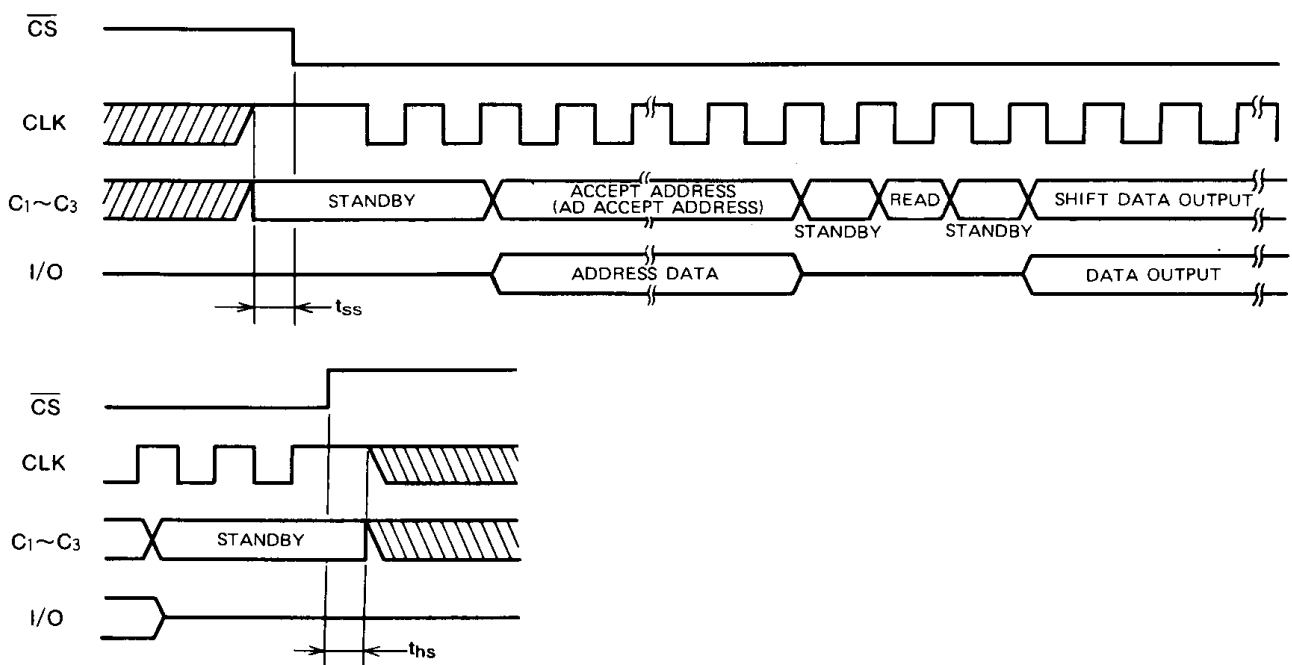 CS
CLK
C1~C3 STANDBY ACCEPT ADDRESS (AD ACCEPT ADDRESS) STANDBY READ STANDBY SHIFT DATA OUTPUT
I/O ADDRESS DATA DATA OUTPUT
tss
CS
CLK
C1~C3 STANDBY
I/O
ths